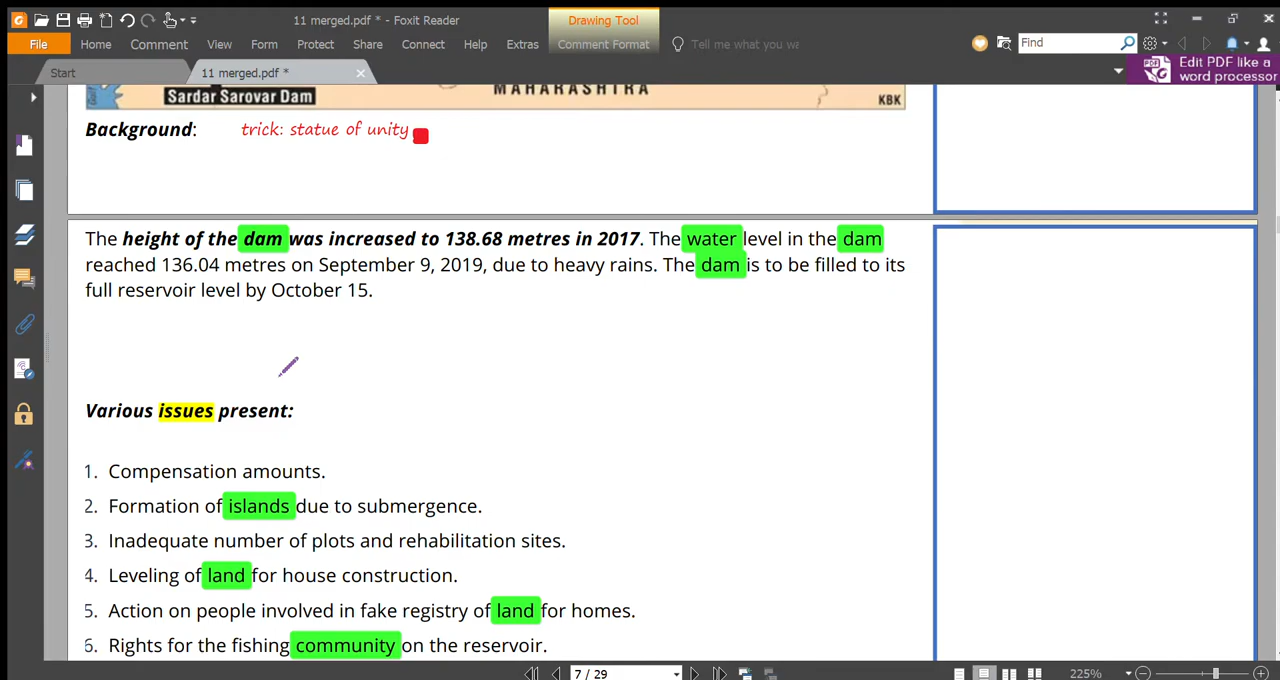 11 merged.pdf * - Foxit Reader
Drawing Tool
File Home Comment View Form Protect Share Connect Help Extras Comment Format Tell me what you wa Find
Start 11 merged.pdf * Edit PDF like a
word processor
MAHARASHTRA
Sardar Sarovar Dam KBK
Background: trick: statue of unity
The height of the dam was increased to 138.68 metres in 2017. The water level in the dam
reached 136.04 metres on September 9, 2019, due to heavy rains. The dam is to be filled to its
full reservoir level by October 15.
Various issues present:
1. Compensation amounts.
2. Formation of islands due to submergence.
3. Inadequate number of plots and rehabilitation sites.
4. Leveling of land for house construction.
5. Action on people involved in fake registry of land for homes.
6. Rights for the fishing community on the reservoir.
7 / 29 225%